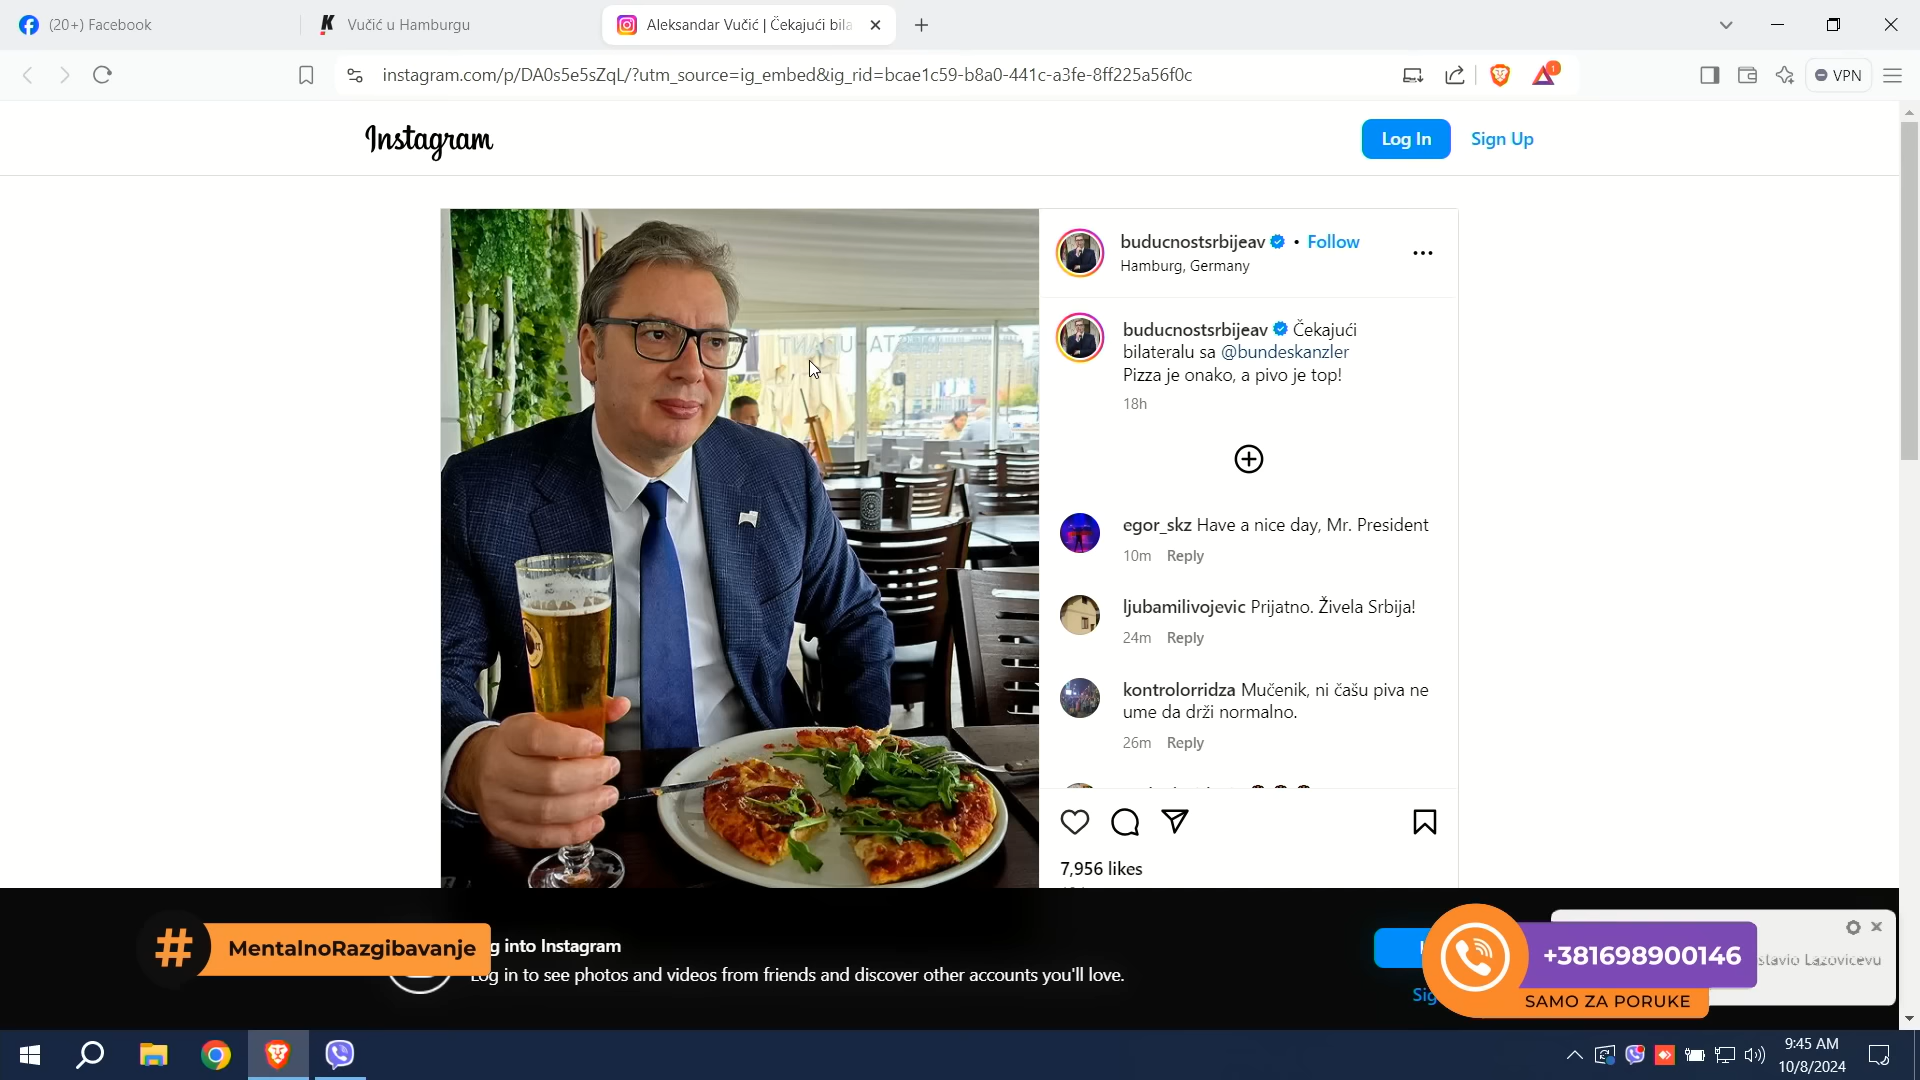 (20+) Facebook
Vučić u Hamburgu
Aleksandar Vučić | Čekajući bila
instagram.com/p/DA0s5e5sZqL/?utm_source=ig_embed&ig_rid=bcae1c59-b8a0-441c-a3fe-8ff225a56f0c
1
VPN
Instagram
Log In
Sign Up
buducnostsrbijeav • Follow
Hamburg, Germany
buducnostsrbijeav Čekajući
bilateralu sa @bundeskanzler
Pizza je onako, a pivo je top!
18h
egor_skz Have a nice day, Mr. President
10m Reply
ljubamilivojevic Prijatno. Živela Srbija!
24m Reply
kontrolorridza Mučenik, ni čašu piva ne
ume da drži normalno.
26m Reply
7,956 likes
# MentalnoRazgibavanje
g into Instagram
Log in to see photos and videos from friends and discover other accounts you'll love.
+381698900146
SAMO ZA PORUKE
9:45 AM
10/8/2024